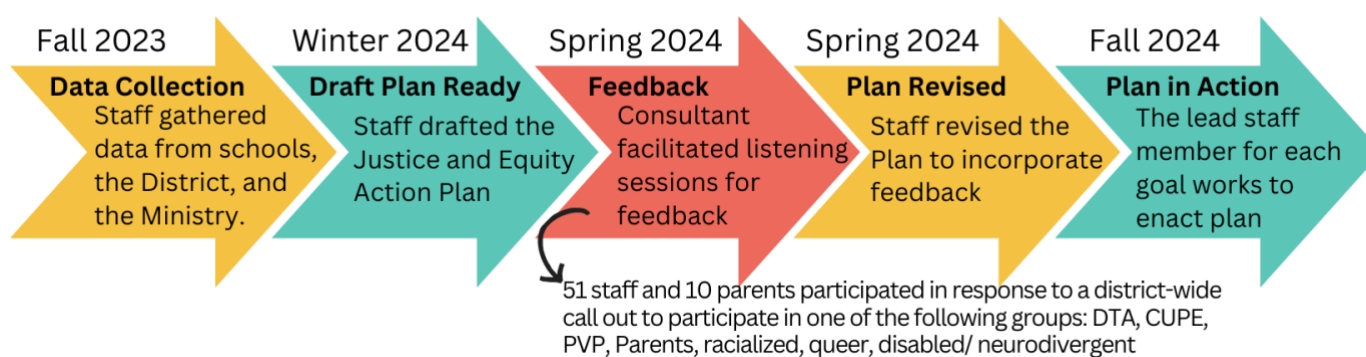 Fall 2023
Data Collection
Staff gathered
data from schools,
the District, and
the Ministry.
Winter 2024
Draft Plan Ready
Staff drafted the
Justice and Equity
Action Plan
Spring 2024
Feedback
Consultant
facilitated listening
sessions for
feedback
Spring 2024
Plan Revised
Staff revised the
Plan to incorporate
feedback
Fall 2024
Plan in Action
The lead staff
member for each
goal works to
enact plan
51 staff and 10 parents participated in response to a district-wide
call out to participate in one of the following groups: DTA, CUPE,
PVP, Parents, racialized, queer, disabled/ neurodivergent